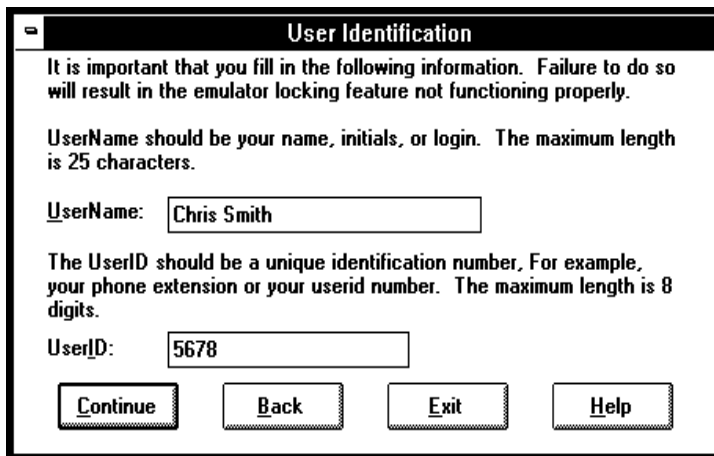 User Identification
It is important that you fill in the following information.  Failure to do so
will result in the emulator locking feature not functioning properly.
UserName should be your name, initials, or login.  The maximum length
is 25 characters.
UserName: Chris Smith
The UserID should be a unique identification number, For example,
your phone extension or your userid number.  The maximum length is 8
digits.
UserID: 5678
Continue Back Exit Help